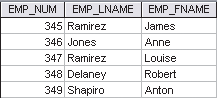 EMP_NUM EMP_LNAME EMP_FNAME
345 Ramirez James
346 Jones Anne
347 Ramirez Louise
348 Delaney Robert
349 Shapiro Anton